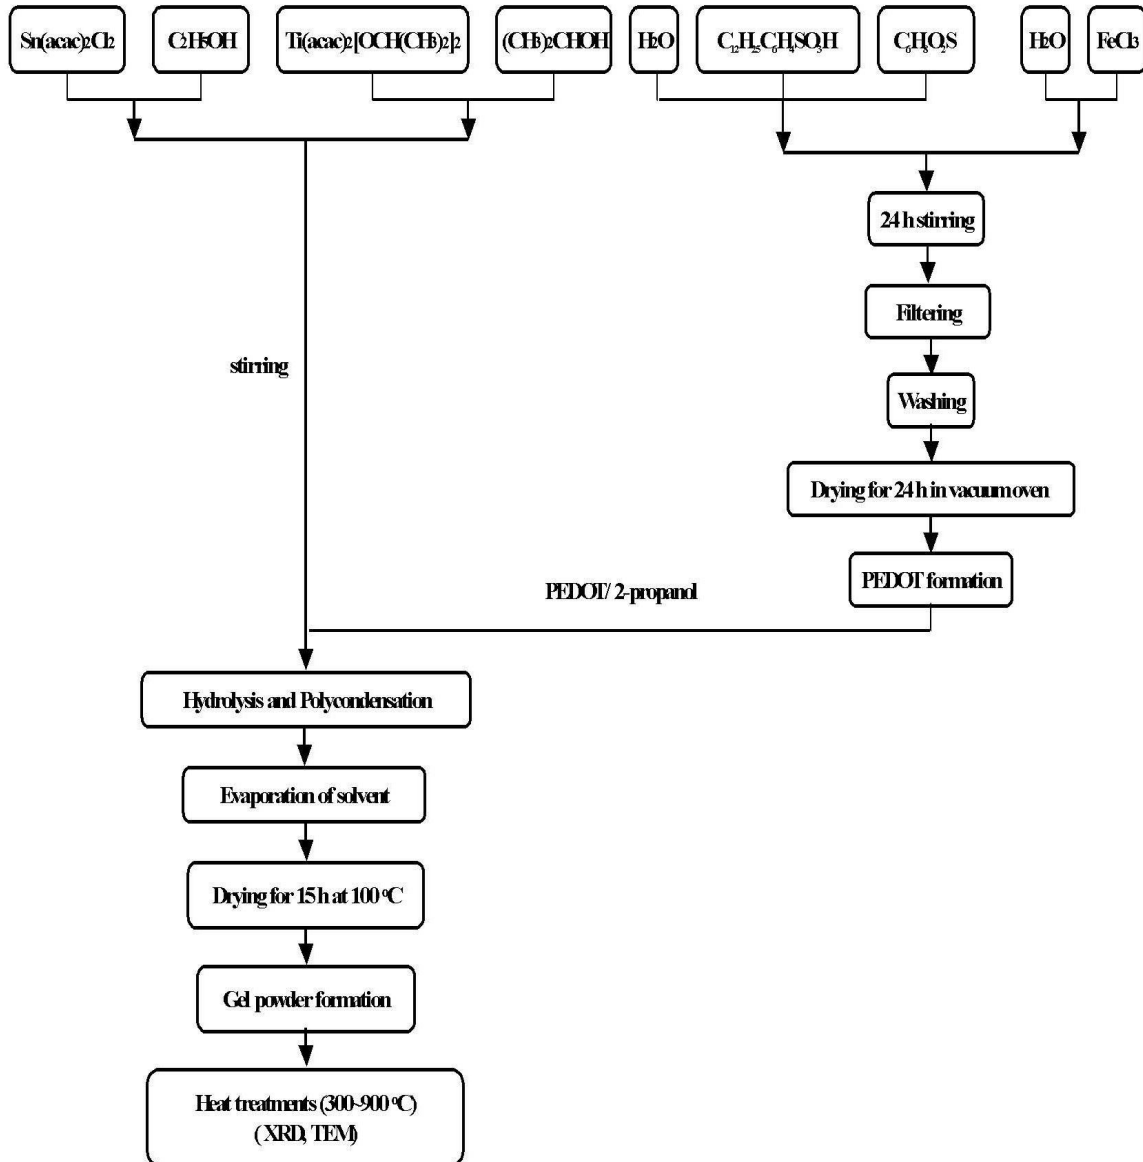 Sn(acac)2Cl2
C2H5OH
Ti(acac)2[OCH(CH3)2]2
(CH3)2CHOH
H2O
C12H25C6H4SO3H
C6H8O2S
H2O
FeCl3
24 h stirring
Filtering
stirring
Washing
Drying for 24 h in vacuum oven
PEDOT formation
PEDOT/ 2-propanol
Hydrolysis and Polycondensation
Evaporation of solvent
Drying for 15 h at 100 °C
Gel powder formation
Heat treatments (300~900 °C)
( XRD, TEM)